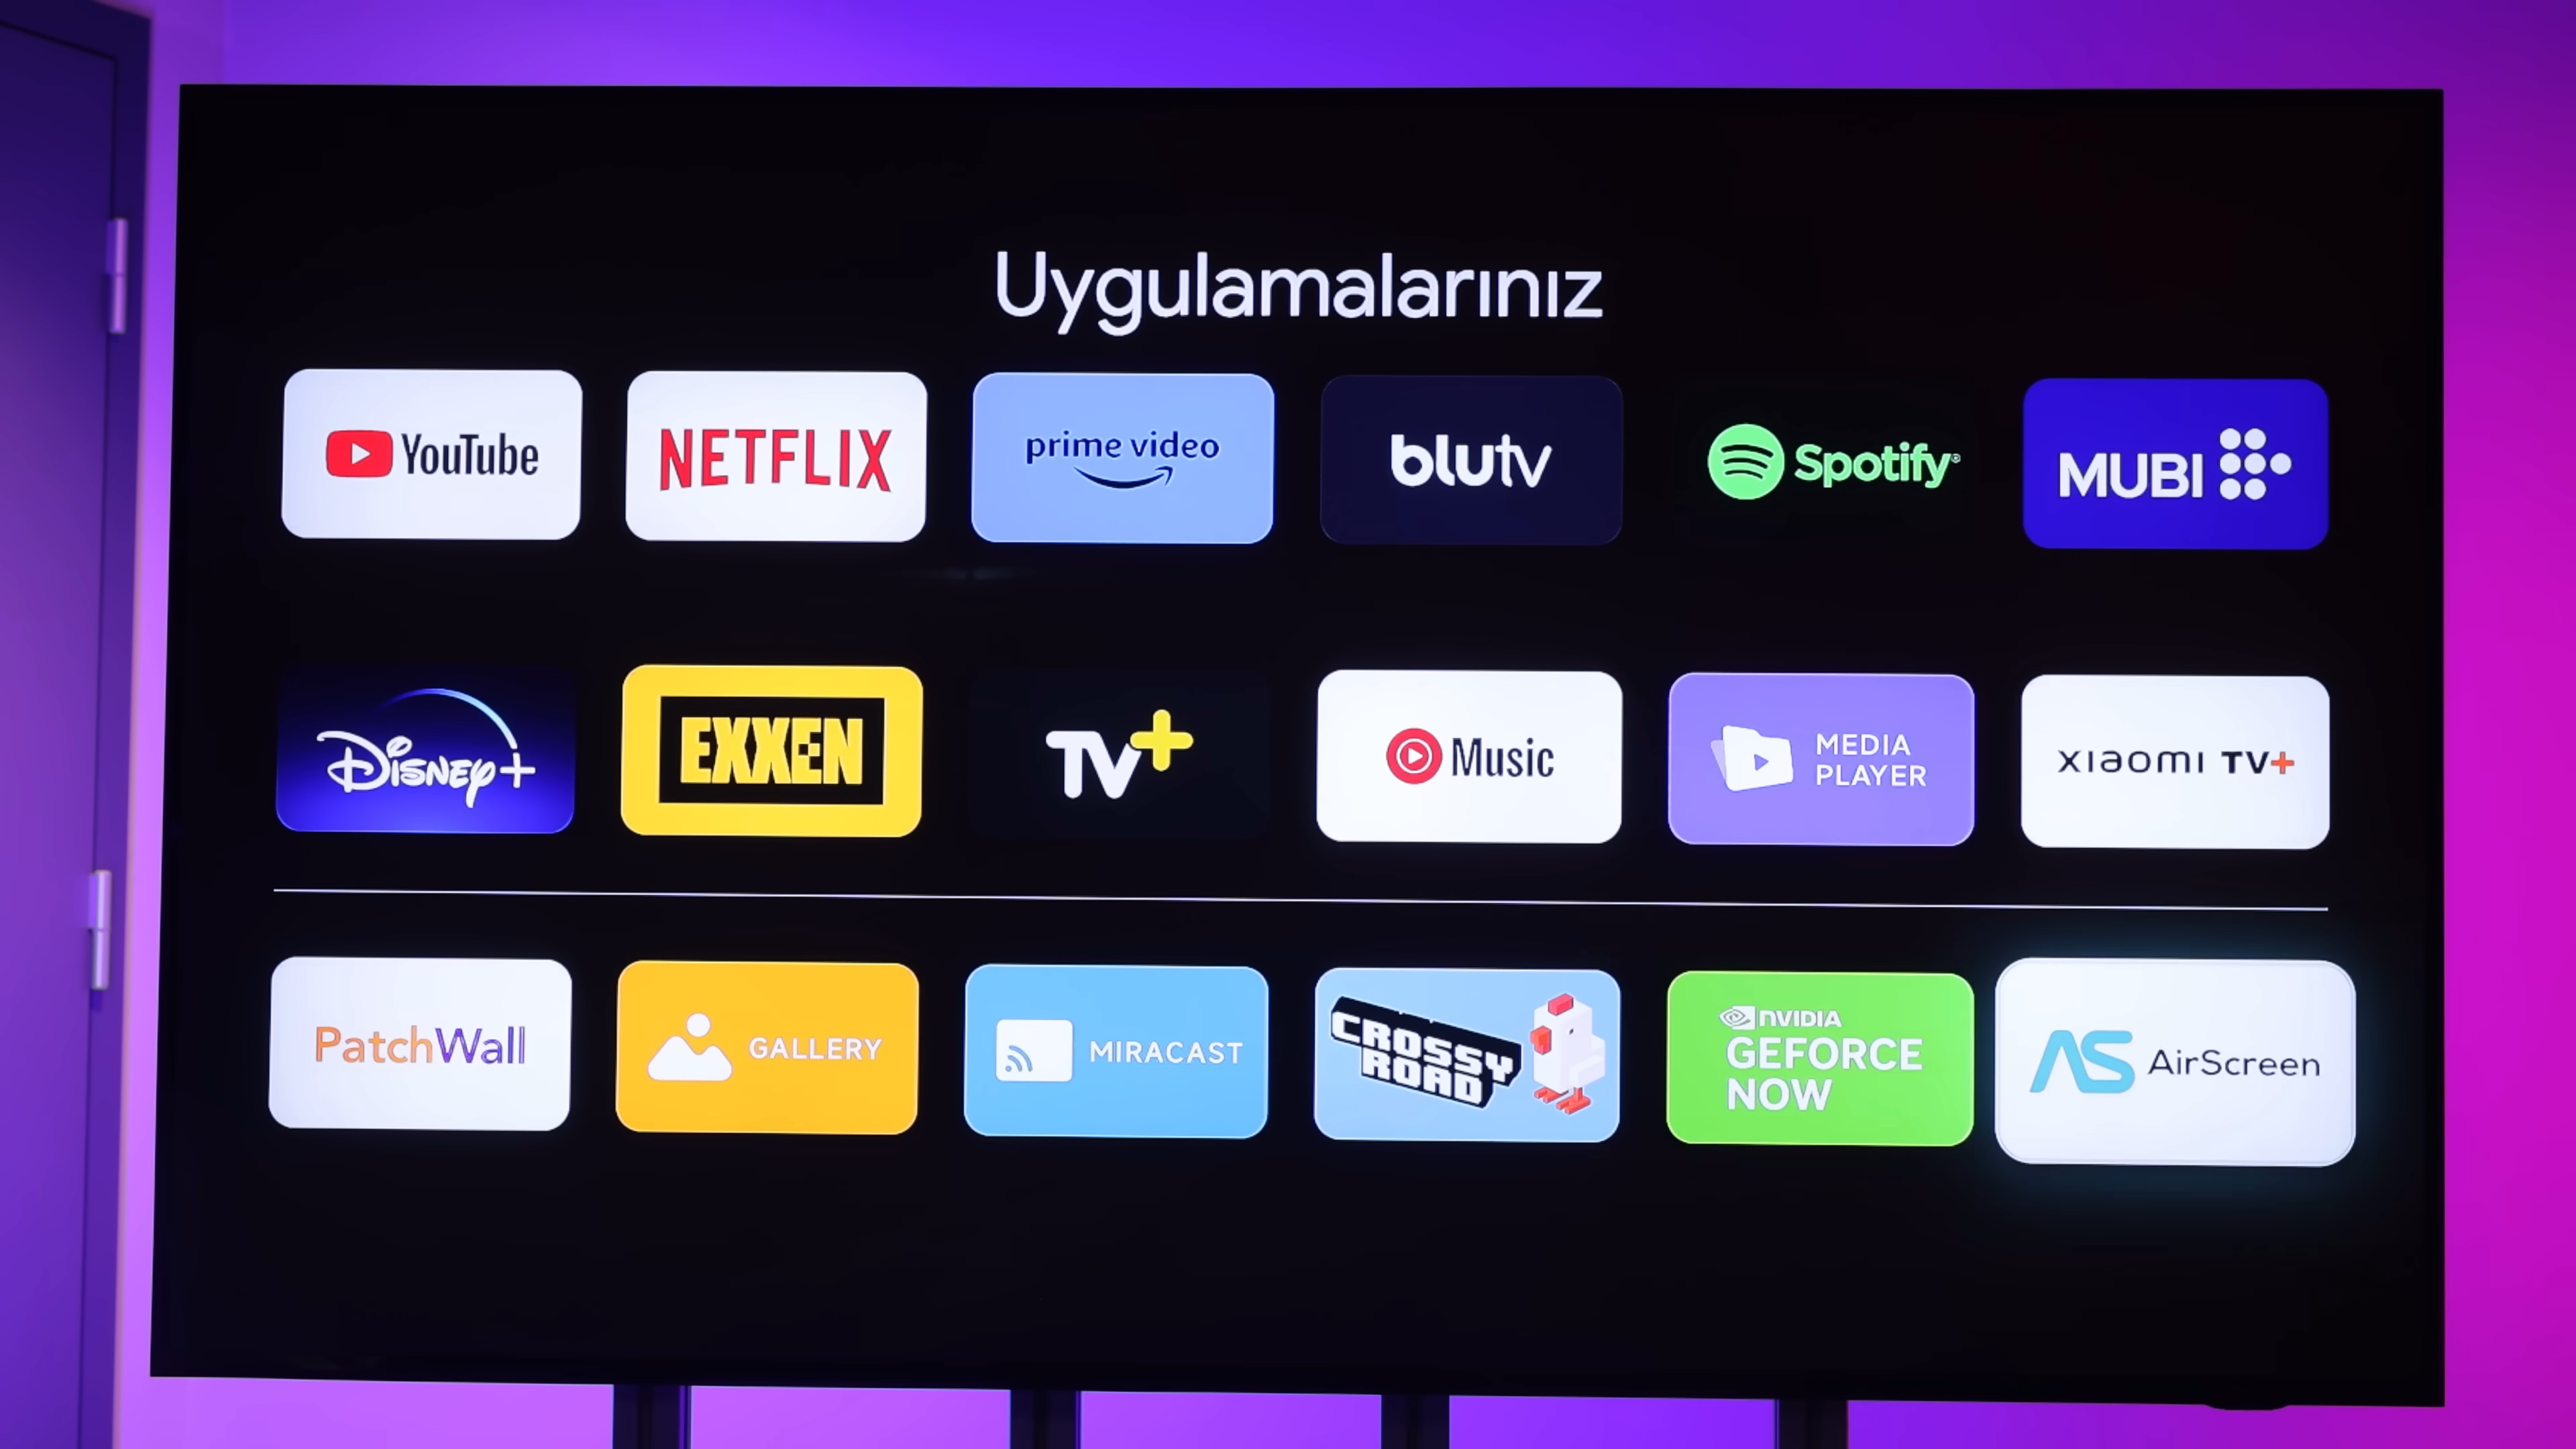 Uygulamalarınız
YouTube
NETFLIX
prime video
blutv
Spotify®
MUBI
Disney+
EXXEN
TV+
Music
MEDIA
PLAYER
xiaomi TV+
PatchWall
GALLERY
MIRACAST
CROSSY
ROAD
NVIDIA
GEFORCE
NOW
AS AirScreen